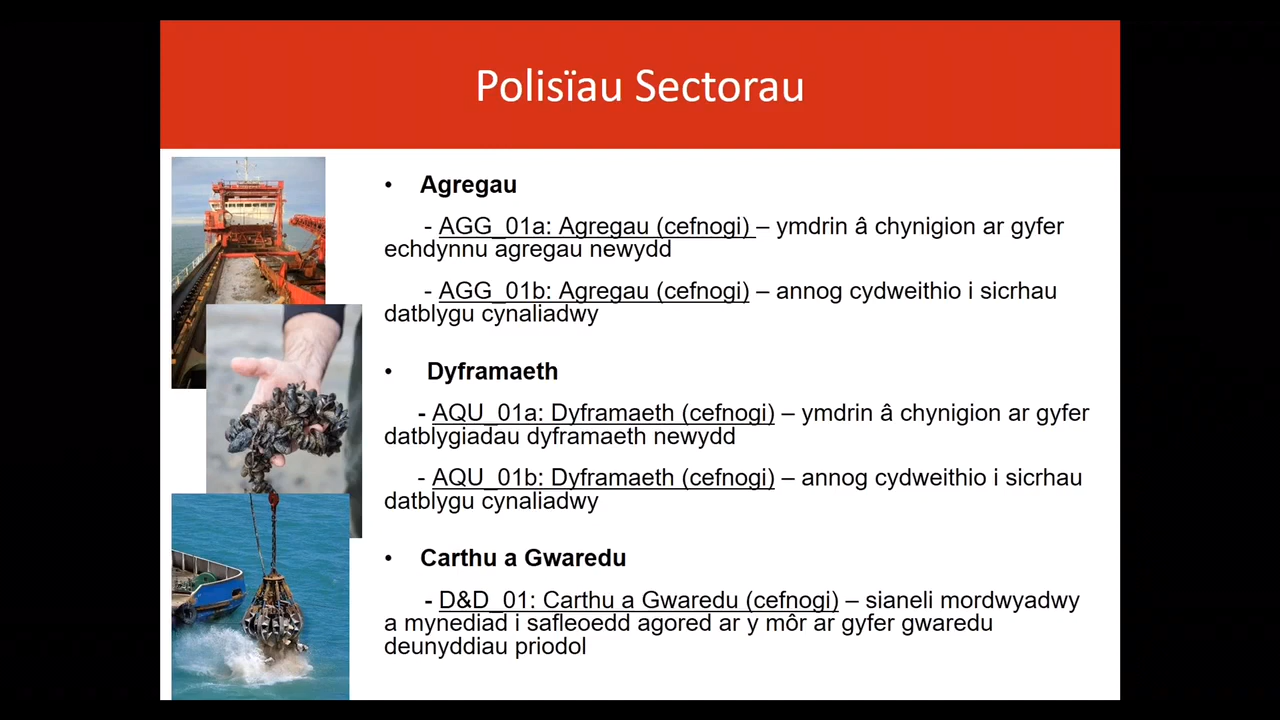 Polisïau Sectorau
• Agregau
- AGG_01a: Agregau (cefnogi) – ymdrin â chynigion ar gyfer
echdynnu agregau newydd
- AGG_01b: Agregau (cefnogi) – annog cydweithio i sicrhau
datblygu cynaliadwy
• Dyframaeth
- AQU_01a: Dyframaeth (cefnogi) – ymdrin â chynigion ar gyfer
datblygiadau dyframaeth newydd
- AQU_01b: Dyframaeth (cefnogi) – annog cydweithio i sicrhau
datblygu cynaliadwy
• Carthu a Gwaredu
- D&D_01: Carthu a Gwaredu (cefnogi) – sianeli mordwyadwy
a mynediad i safleoedd agored ar y môr ar gyfer gwaredu
deunyddiau priodol